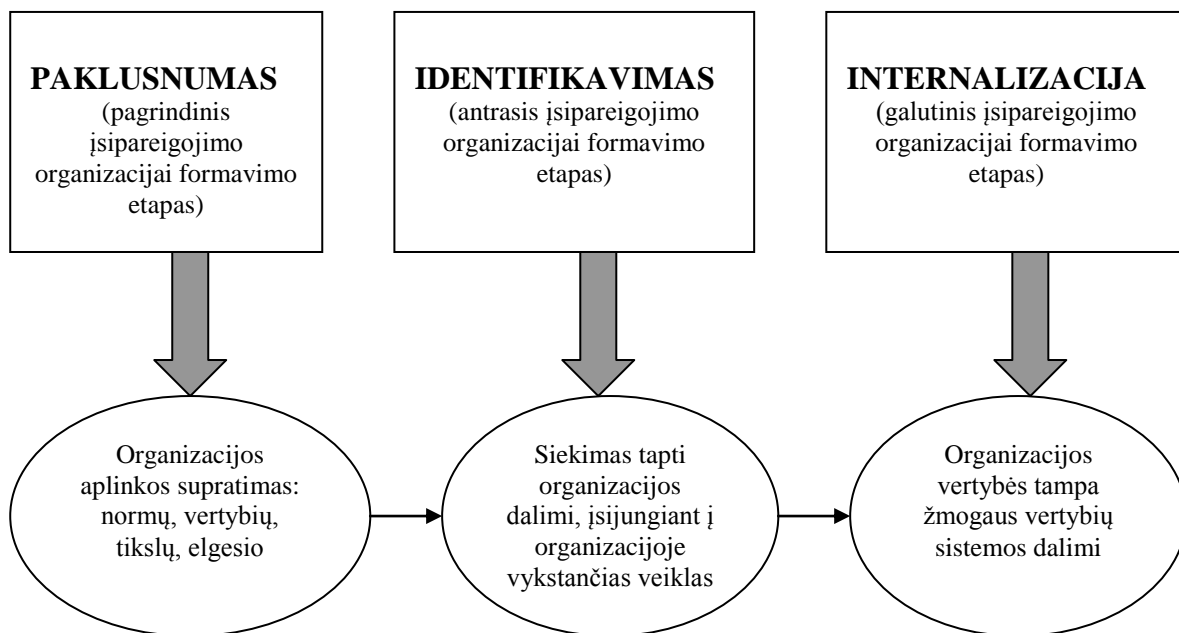 PAKLUSNUMAS
(pagrindinis
įsipareigojimo
organizacijai formavimo
etapas)
IDENTIFIKAVIMAS
(antrasis įsipareigojimo
organizacijai formavimo
etapas)
INTERNALIZACIJA
(galutinis įsipareigojimo
organizacijai formavimo
etapas)
Organizacijos
aplinkos supratimas:
normų, vertybių,
tikslų, elgesio
Siekimas tapti
organizacijos
dalimi, įsijungiant į
organizacijoje
vykstančias veiklas
Organizacijos
vertybės tampa
žmogaus vertybių
sistemos dalimi